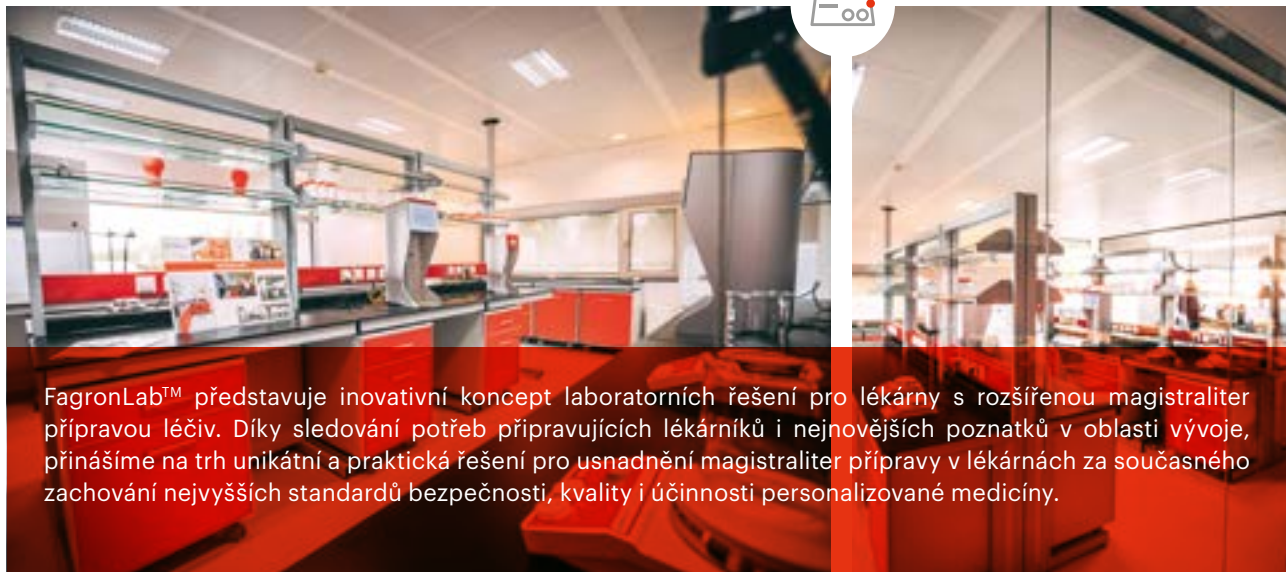 FagronLab™ představuje inovativní koncept laboratorních řešení pro lékárny s rozšířenou magistraliter
přípravou léčiv. Díky sledování potřeb připravujících lékárníků i nejnovějších poznatků v oblasti vývoje,
přinášíme na trh unikátní a praktická řešení pro usnadnění magistraliter přípravy v lékárnách za současného
zachování nejvyšších standardů bezpečnosti, kvality i účinnosti personalizované medicíny.